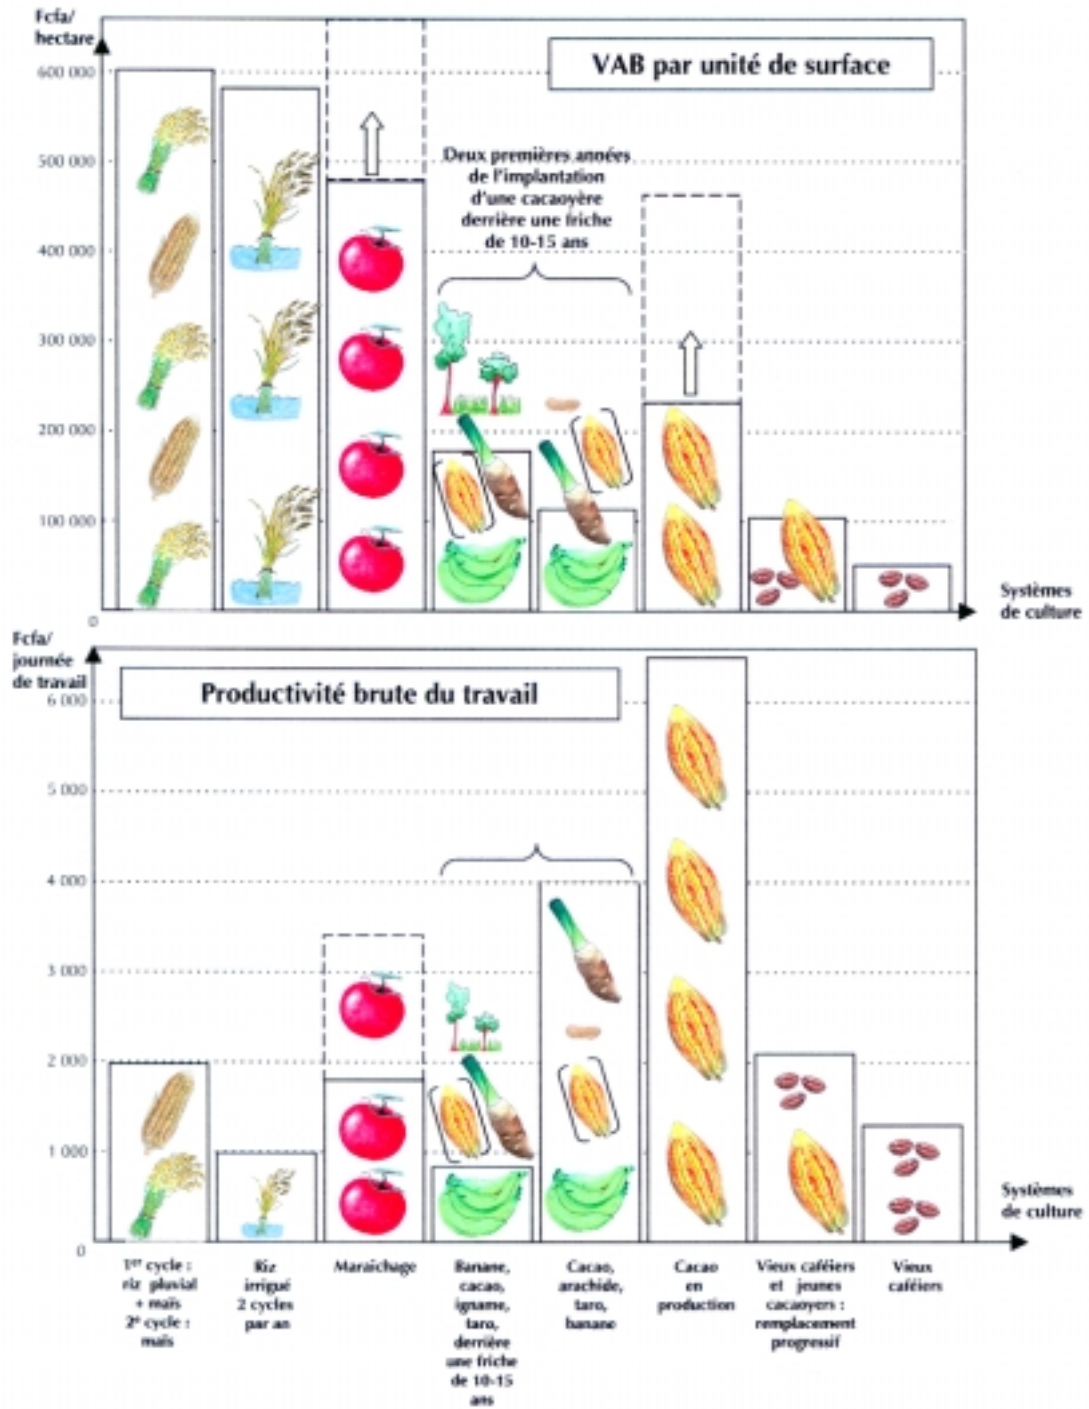 Fcfa/
hectare
VAB par unité de surface
600 000
500 000
400 000
300 000
200 000
100 000
0
Deux premières années
de l'implantation
d'une cacaoyère
derrière une friche
de 10-15 ans
Systèmes
de culture
Fcfa/
journée
de travail
Productivité brute du travail
6 000
5 000
4 000
3 000
2 000
1 000
0
Systèmes
de culture
1er cycle :
riz pluvial
+ maïs
2e cycle :
maïs
Riz
irrigué
2 cycles
par an
Maraîchage
Banane,
cacao,
igname,
taro,
derrière
une friche
de 10-15
ans
Cacao,
arachide,
taro,
banane
Cacao
en
production
Vieux caféiers
et jeunes
cacaoyers :
remplacement
progressif
Vieux
caféiers